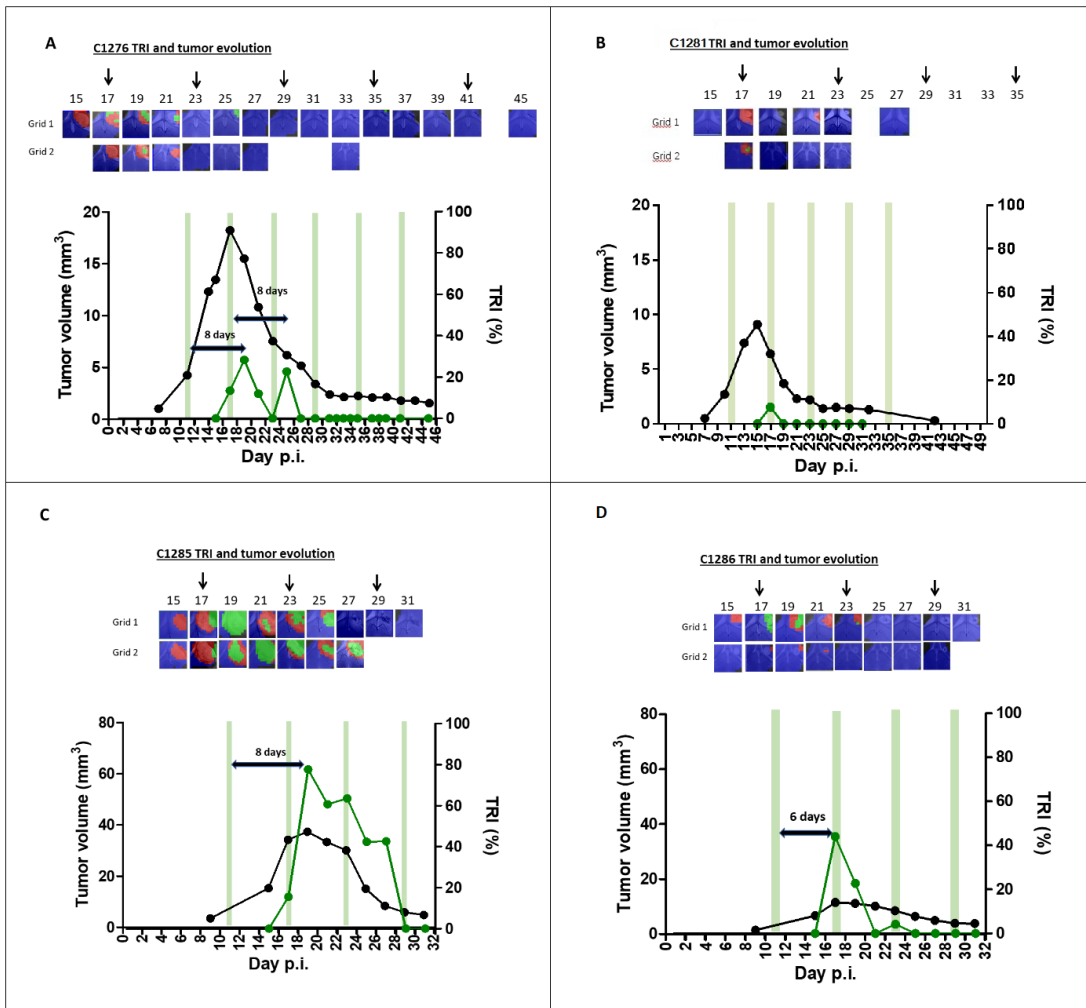 A
C1276 TRI and tumor evolution
15 17 19 21 23 25 27 29 31 33 35 37 39 41 45
Grid 1
Grid 2
Tumor volume (mm3)
20
15
10
5
0
8 days
8 days
100
80
60
40
20
0
TRI (%)
0 2 4 6 8 10 12 14 16 18 20 22 24 26 28 30 32 34 36 38 40 42 44 46
Day p.i.
B
C1281 TRI and tumor evolution
15 17 19 21 23 25 27 29 31 33 35
Grid 1
Grid 2
Tumor volume (mm3)
20
15
10
5
0
100
80
60
40
20
0
TRI (%)
1 3 5 7 9 11 13 15 17 19 21 23 25 27 29 31 33 35 37 39 41 43 45 47 49
Day p.i.
C
C1285 TRI and tumor evolution
15 17 19 21 23 25 27 29 31
Grid 1
Grid 2
Tumor volume (mm3)
80
60
40
20
0
8 days
100
80
60
40
20
0
TRI (%)
0 2 4 6 8 10 12 14 16 18 20 22 24 26 28 30 32
Day p.i.
D
C1286 TRI and tumor evolution
15 17 19 21 23 25 27 29 31
Grid 1
Grid 2
Tumor volume (mm3)
80
60
40
20
0
6 days
100
80
60
40
20
0
TRI (%)
0 2 4 6 8 10 12 14 16 18 20 22 24 26 28 30 32
Day p.i.